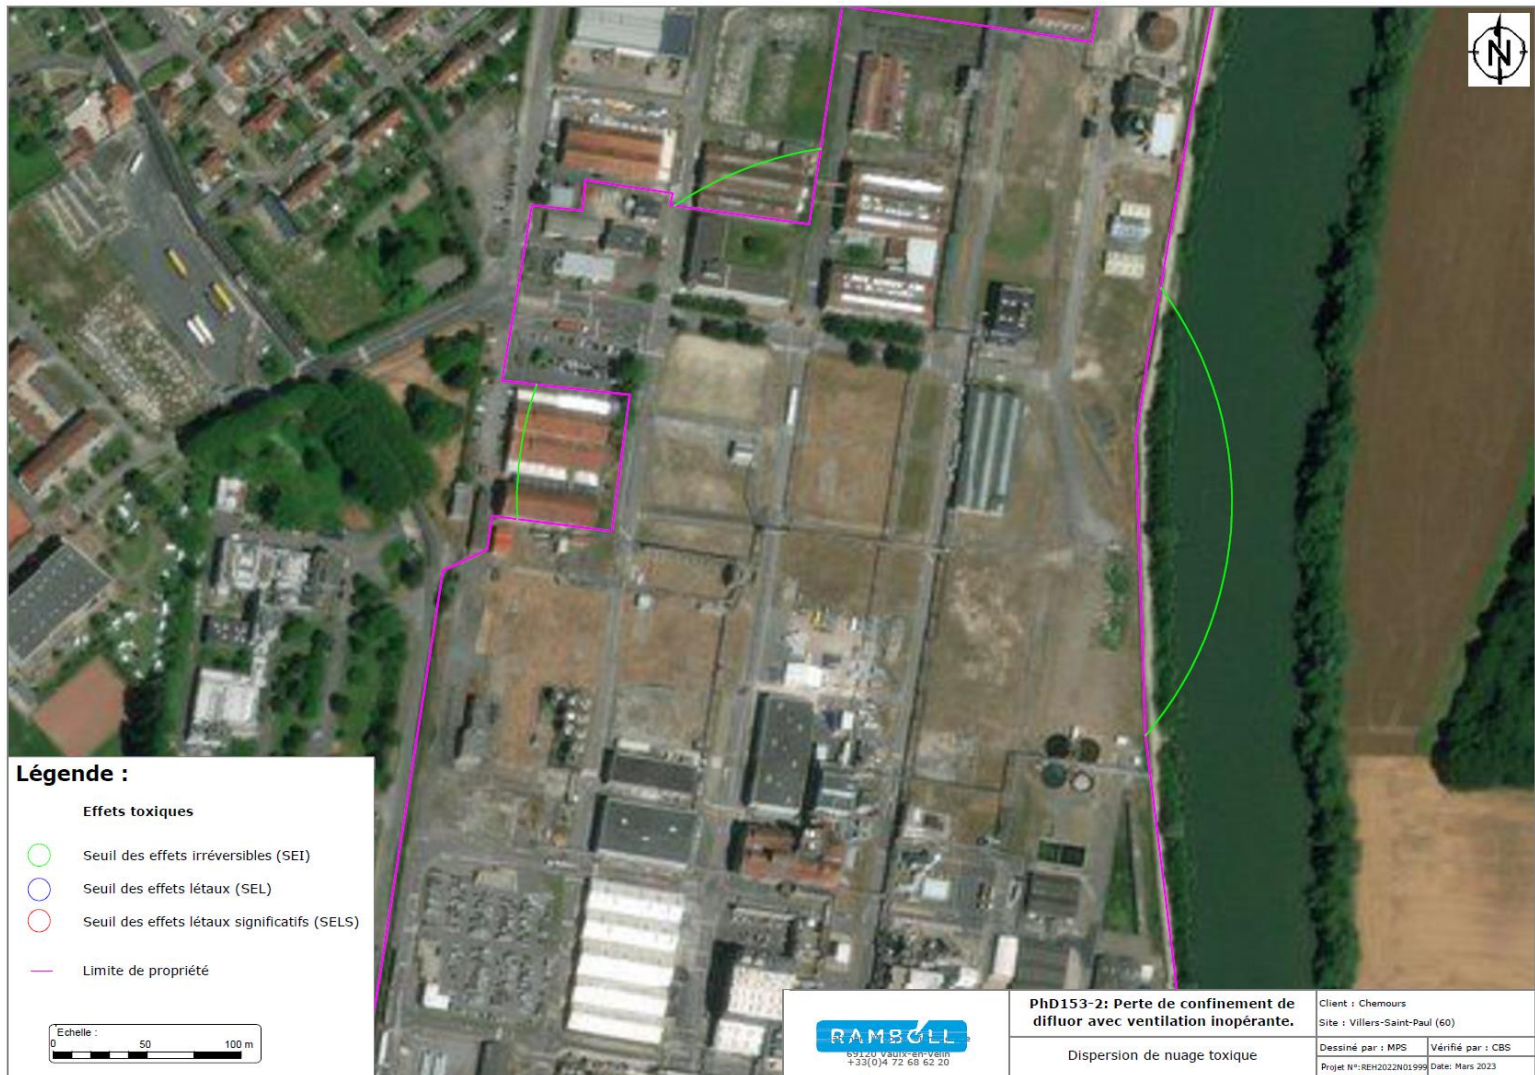 N
Légende :
Effets toxiques
Seuil des effets irréversibles (SEI)
Seuil des effets létaux (SEL)
Seuil des effets létaux significatifs (SELS)
Limite de propriété
Echelle :
0 50 100 m
RAMBOLL
69120 Vaulx-en-Velin
+33(0)4 72 68 62 20
PhD153-2: Perte de confinement de
difluor avec ventilation inopérante.
Dispersion de nuage toxique
Client : Chemours
Site : Villers-Saint-Paul (60)
Dessiné par : MPS
Vérifié par : CBS
Projet N°:REH2022N01999
Date: Mars 2023